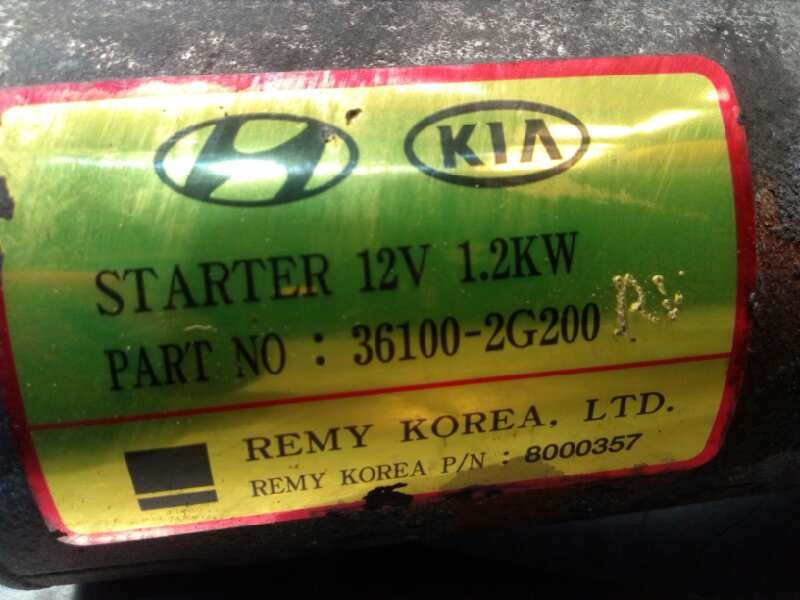 KIA
STARTER 12V 1.2KW
PART NO : 36100-2G200
REMY KOREA, LTD.
REMY KOREA P/N : 8000357